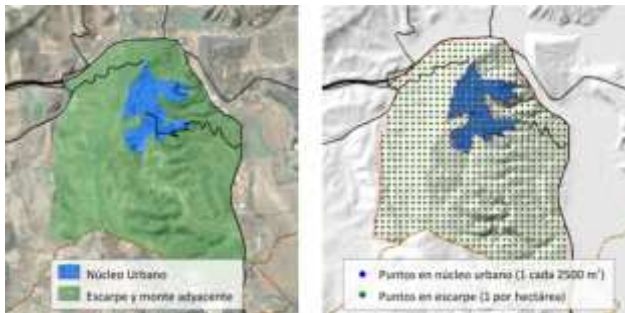 Núcleo Urbano
Escarpe y monte adyacente
Puntos en núcleo urbano (1 cada 2500 m²)
Puntos en escarpe (1 por hectárea)